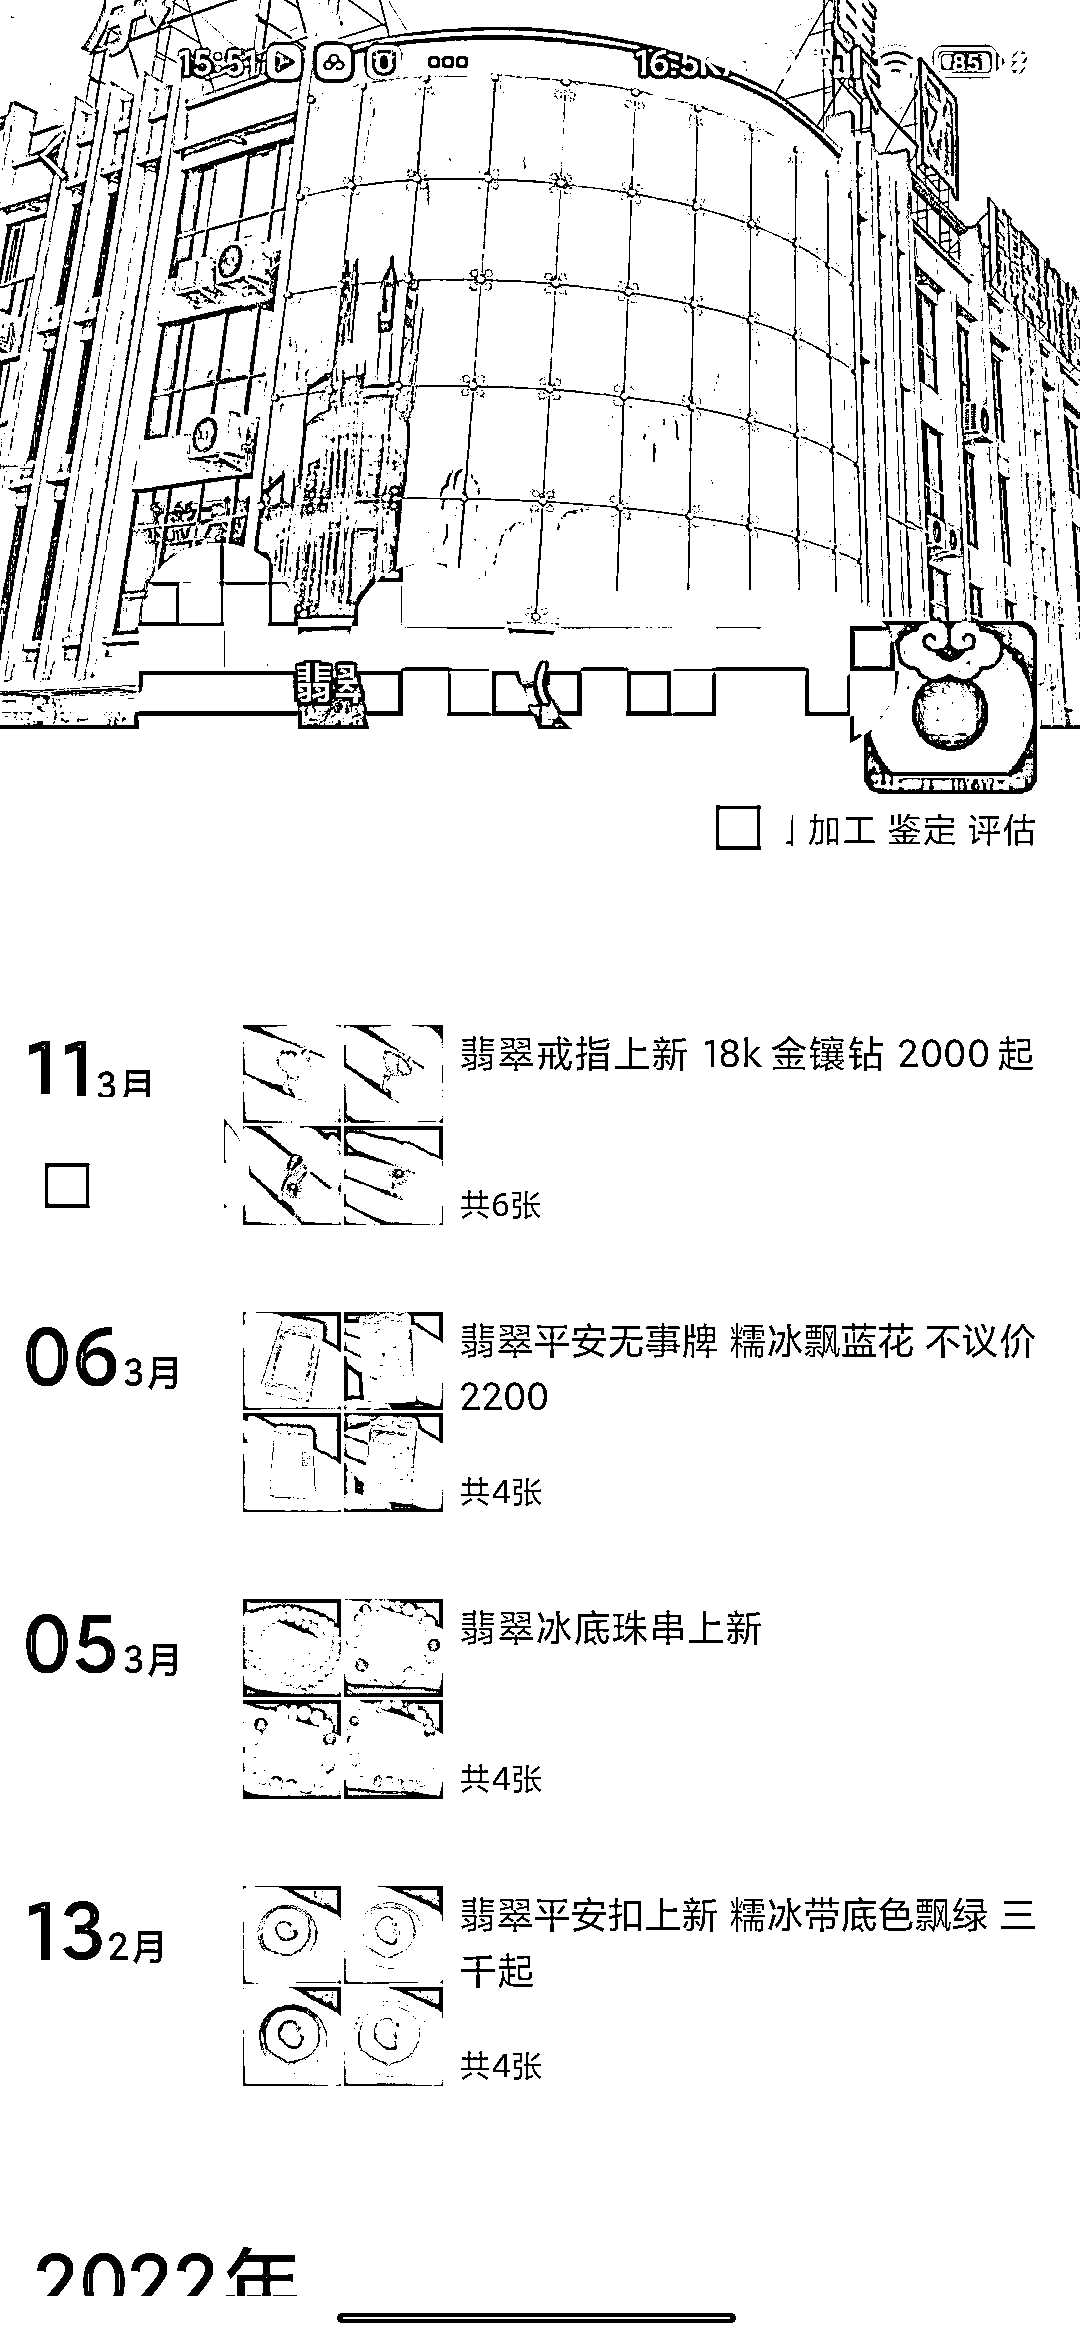 15:51
85
翡翠
加工 鉴定 评估
11 3月
翡翠戒指上新 18k 金镶钻 2000 起
共6张
06 3月
翡翠平安无事牌 糯冰飘蓝花 不议价
2200
共4张
05 3月
翡翠冰底珠串上新
共4张
13 2月
翡翠平安扣上新 糯冰带底色飘绿 三
千起
共4张
2022年